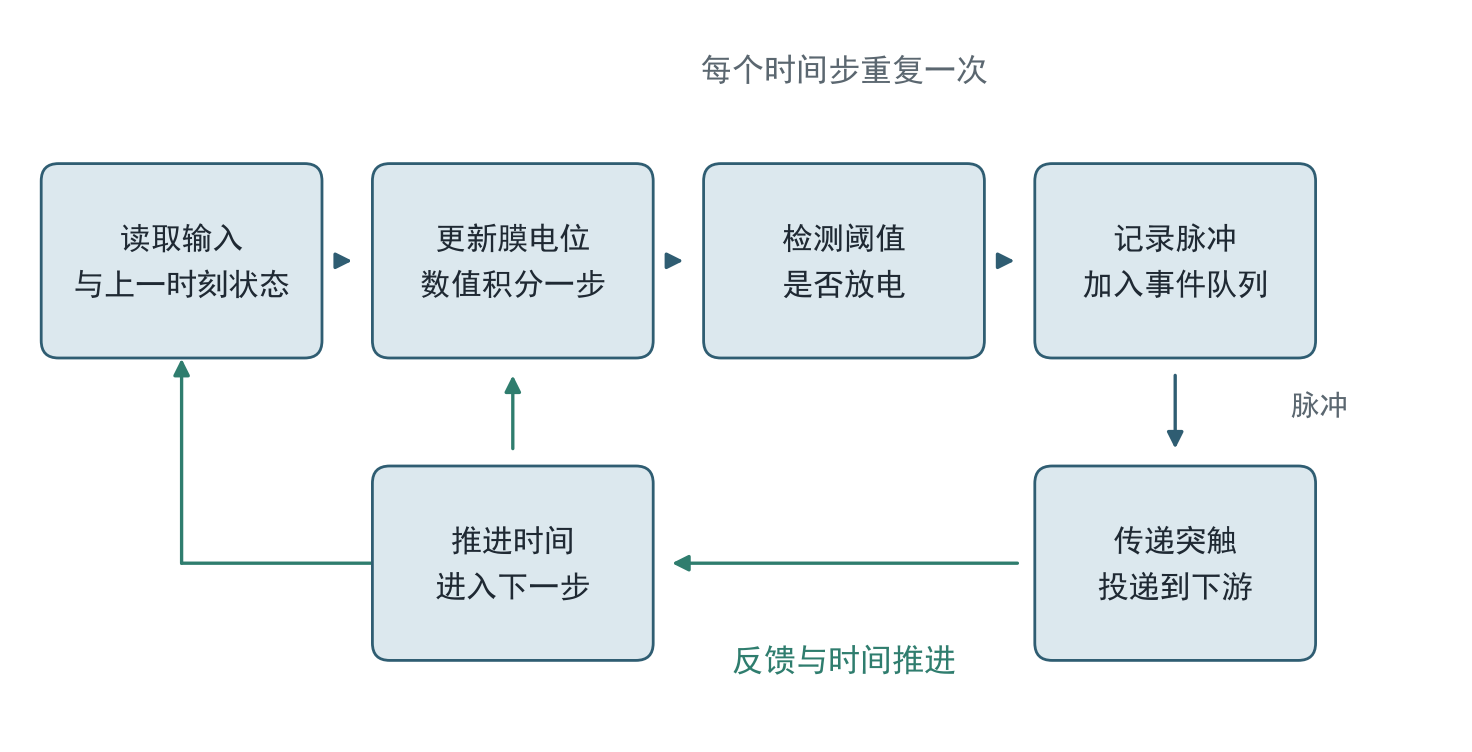 每个时间步重复一次
读取输入
与上一时刻状态
更新膜电位
数值积分一步
检测阈值
是否放电
记录脉冲
加入事件队列
脉冲
推进时间
进入下一步
传递突触
投递到下游
反馈与时间推进